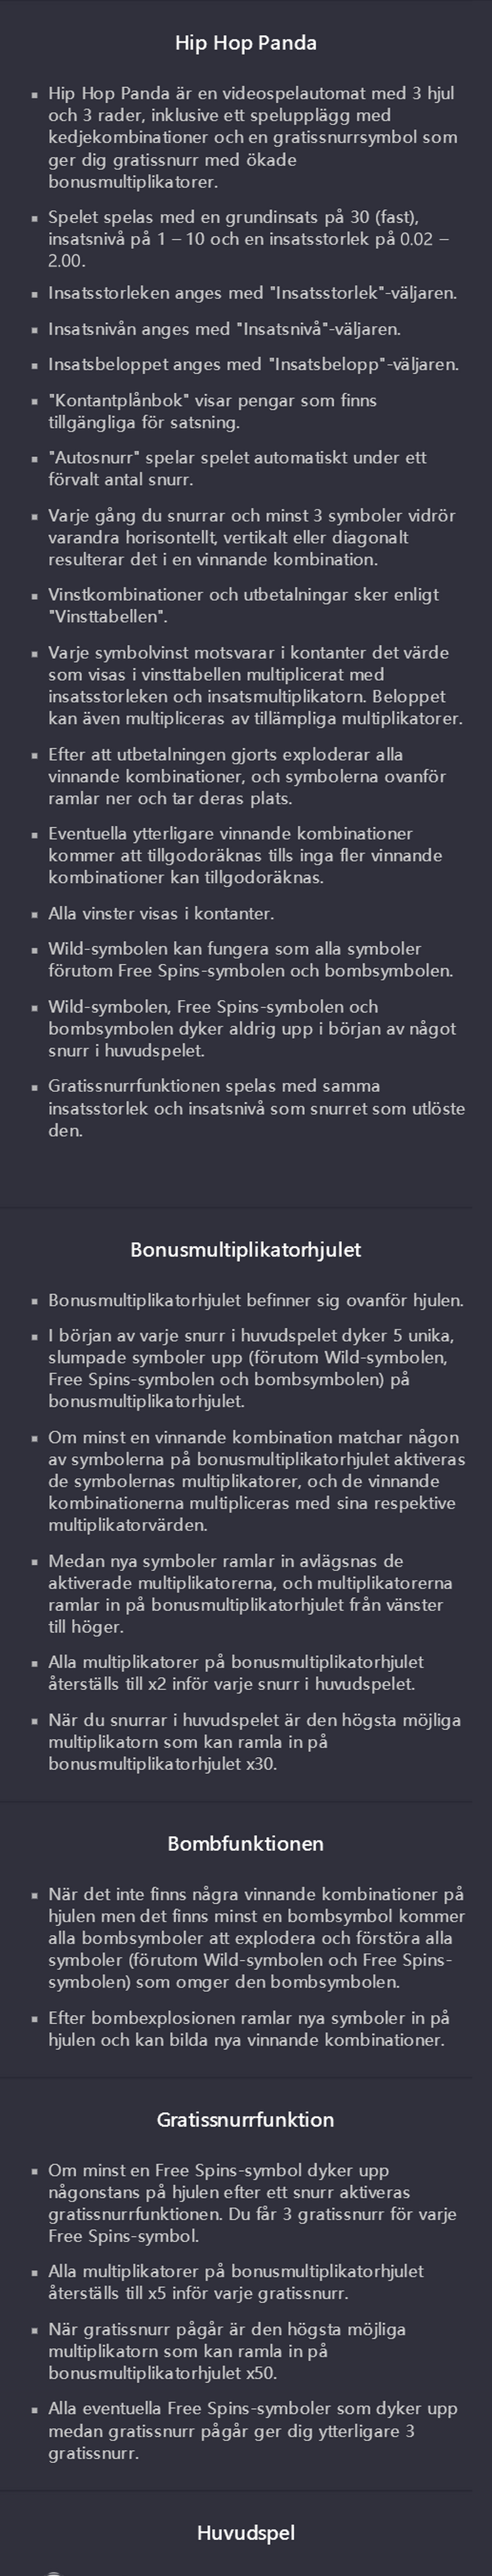 Hip Hop Panda
▪ Hip Hop Panda är en videospelautomat med 3 hjul
och 3 rader, inklusive ett spelupplägg med
kedjekombinationer och en gratissnurrsymbol som
ger dig gratissnurr med ökade
bonusmultiplikatorer.
▪ Spelet spelas med en grundinsats på 30 (fast),
insatsnivå på 1 – 10 och en insatsstorlek på 0.02 –
2.00.
▪ Insatsstorleken anges med "Insatsstorlek"-väljaren.
▪ Insatsnivån anges med "Insatsnivå"-väljaren.
▪ Insatsbeloppet anges med "Insatsbelopp"-väljaren.
▪ "Kontantplånbok" visar pengar som finns
tillgängliga för satsning.
▪ "Autosnurr" spelar spelet automatiskt under ett
förvalt antal snurr.
▪ Varje gång du snurrar och minst 3 symboler vidrör
varandra horisontellt, vertikalt eller diagonalt
resulterar det i en vinnande kombination.
▪ Vinstkombinationer och utbetalningar sker enligt
"Vinsttabellen".
▪ Varje symbolvinst motsvarar i kontanter det värde
som visas i vinsttabellen multiplicerat med
insatsstorleken och insatsmultiplikatorn. Beloppet
kan även multipliceras av tillämpliga multiplikatorer.
▪ Efter att utbetalningen gjorts exploderar alla
vinnande kombinationer, och symbolerna ovanför
ramlar ner och tar deras plats.
▪ Eventuella ytterligare vinnande kombinationer
kommer att tillgodoräknas tills inga fler vinnande
kombinationer kan tillgodoräknas.
▪ Alla vinster visas i kontanter.
▪ Wild-symbolen kan fungera som alla symboler
förutom Free Spins-symbolen och bombsymbolen.
▪ Wild-symbolen, Free Spins-symbolen och
bombsymbolen dyker aldrig upp i början av något
snurr i huvudspelet.
▪ Gratissnurrfunktionen spelas med samma
insatsstorlek och insatsnivå som snurret som utlöste
den.
Bonusmultiplikatorhjulet
▪ Bonusmultiplikatorhjulet befinner sig ovanför hjulen.
▪ I början av varje snurr i huvudspelet dyker 5 unika,
slumpade symboler upp (förutom Wild-symbolen,
Free Spins-symbolen och bombsymbolen) på
bonusmultiplikatorhjulet.
▪ Om minst en vinnande kombination matchar någon
av symbolerna på bonusmultiplikatorhjulet aktiveras
de symbolernas multiplikatorer, och de vinnande
kombinationerna multipliceras med sina respektive
multiplikatorvärden.
▪ Medan nya symboler ramlar in avlägsnas de
aktiverade multiplikatorerna, och multiplikatorerna
ramlar in på bonusmultiplikatorhjulet från vänster
till höger.
▪ Alla multiplikatorer på bonusmultiplikatorhjulet
återställs till x2 inför varje snurr i huvudspelet.
▪ När du snurrar i huvudspelet är den högsta möjliga
multiplikatorn som kan ramla in på
bonusmultiplikatorhjulet x30.
Bombfunktionen
▪ När det inte finns några vinnande kombinationer på
hjulen men det finns minst en bombsymbol kommer
alla bombsymboler att explodera och förstöra alla
symboler (förutom Wild-symbolen och Free Spins-
symbolen) som omger den bombsymbolen.
▪ Efter bombexplosionen ramlar nya symboler in på
hjulen och kan bilda nya vinnande kombinationer.
Gratissnurrfunktion
▪ Om minst en Free Spins-symbol dyker upp
någonstans på hjulen efter ett snurr aktiveras
gratissnurrfunktionen. Du får 3 gratissnurr för varje
Free Spins-symbol.
▪ Alla multiplikatorer på bonusmultiplikatorhjulet
återställs till x5 inför varje gratissnurr.
▪ När gratissnurr pågår är den högsta möjliga
multiplikatorn som kan ramla in på
bonusmultiplikatorhjulet x50.
▪ Alla eventuella Free Spins-symboler som dyker upp
medan gratissnurr pågår ger dig ytterligare 3
gratissnurr.
Huvudspel